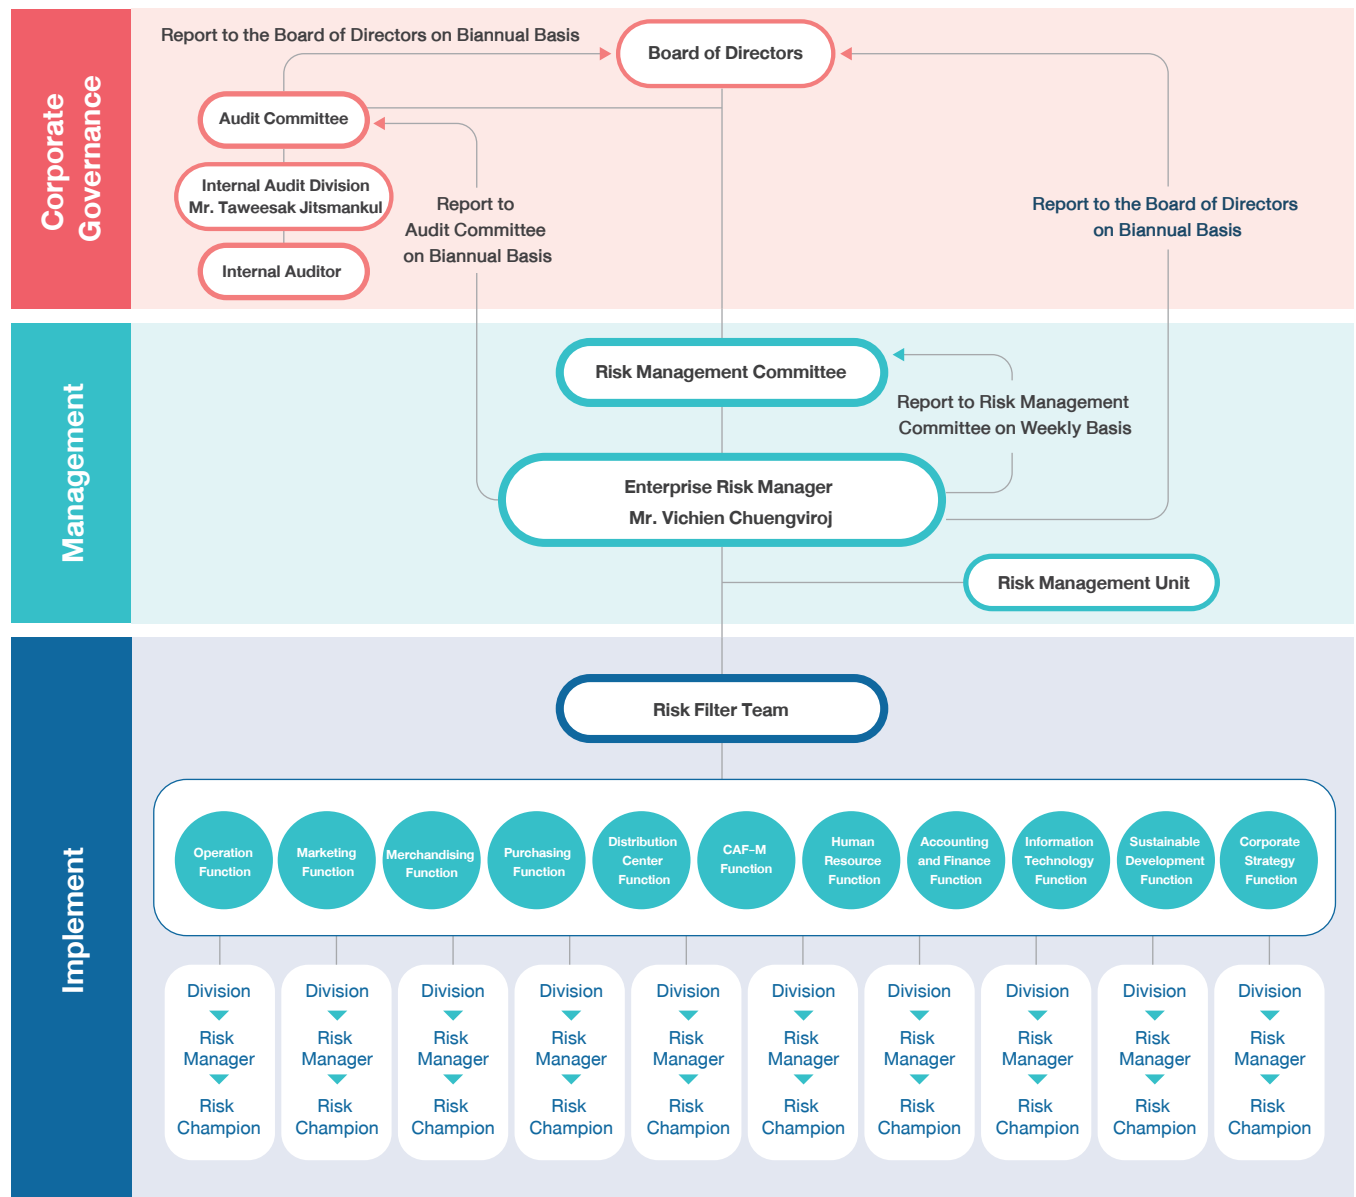 Corporate
Governance
Report to the Board of Directors on Biannual Basis
Board of Directors
Audit Committee
Internal Audit Division
Mr. Taweesak Jitsmankul
Internal Auditor
Report to
Audit Committee
on Biannual Basis
Report to the Board of Directors
on Biannual Basis
Management
Risk Management Committee
Report to Risk Management
Committee on Weekly Basis
Enterprise Risk Manager
Mr. Vichien Chuengviroj
Risk Management Unit
Implement
Risk Filter Team
Operation
Function
Marketing
Function
Merchandising
Function
Purchasing
Function
Distribution
Center
Function
CAF-M
Function
Human
Resource
Function
Accounting
and Finance
Function
Information
Technology
Function
Sustainable
Development
Function
Corporate
Strategy
Function
Division
Risk
Manager
Risk
Champion
Division
Risk
Manager
Risk
Champion
Division
Risk
Manager
Risk
Champion
Division
Risk
Manager
Risk
Champion
Division
Risk
Manager
Risk
Champion
Division
Risk
Manager
Risk
Champion
Division
Risk
Manager
Risk
Champion
Division
Risk
Manager
Risk
Champion
Division
Risk
Manager
Risk
Champion
Division
Risk
Manager
Risk
Champion